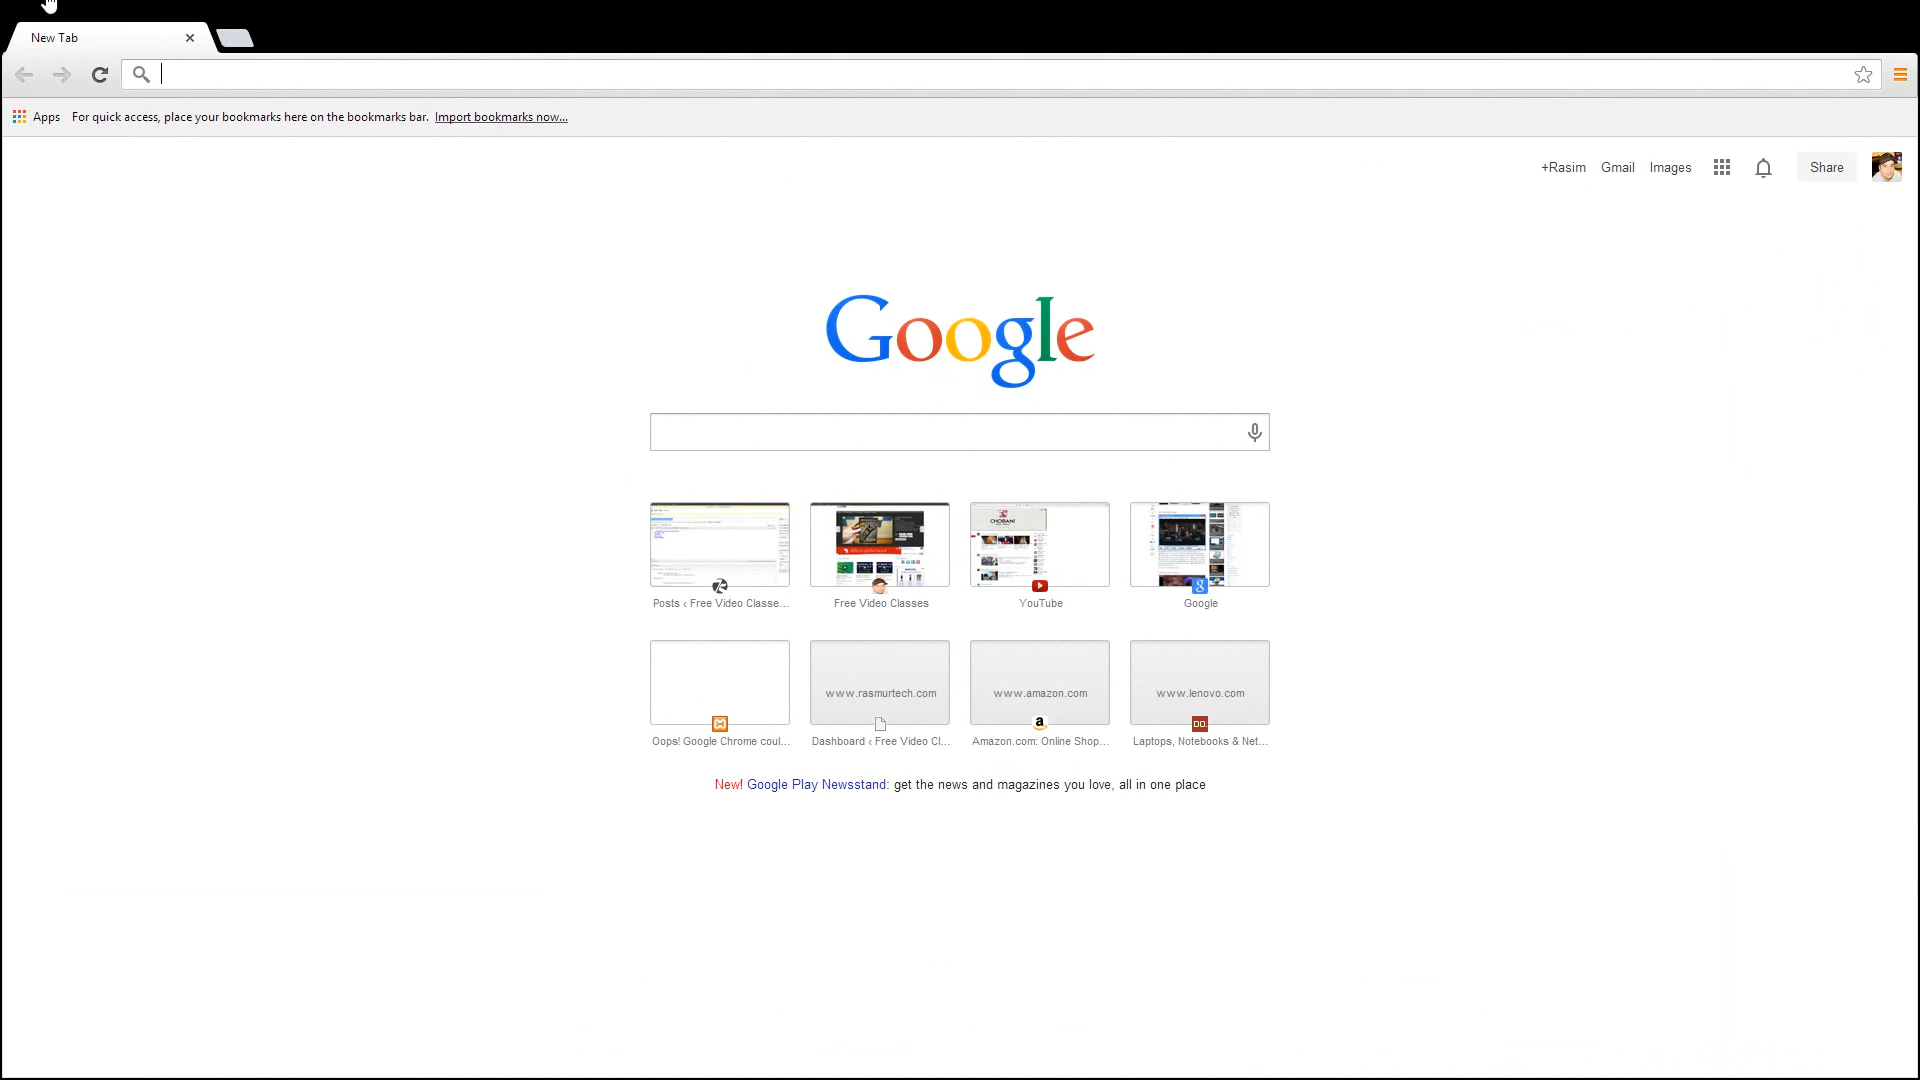 New Tab
Apps For quick access, place your bookmarks here on the bookmarks bar. Import bookmarks now...
+Rasim Gmail Images Share
Google
CHOBANI
Posts ‹ Free Video Classe... Free Video Classes YouTube Google
www.rasmurtech.com www.amazon.com www.lenovo.com
Oops! Google Chrome coul... Dashboard ‹ Free Video Cl... Amazon.com: Online Shop... Laptops, Notebooks & Net...
New! Google Play Newsstand: get the news and magazines you love, all in one place